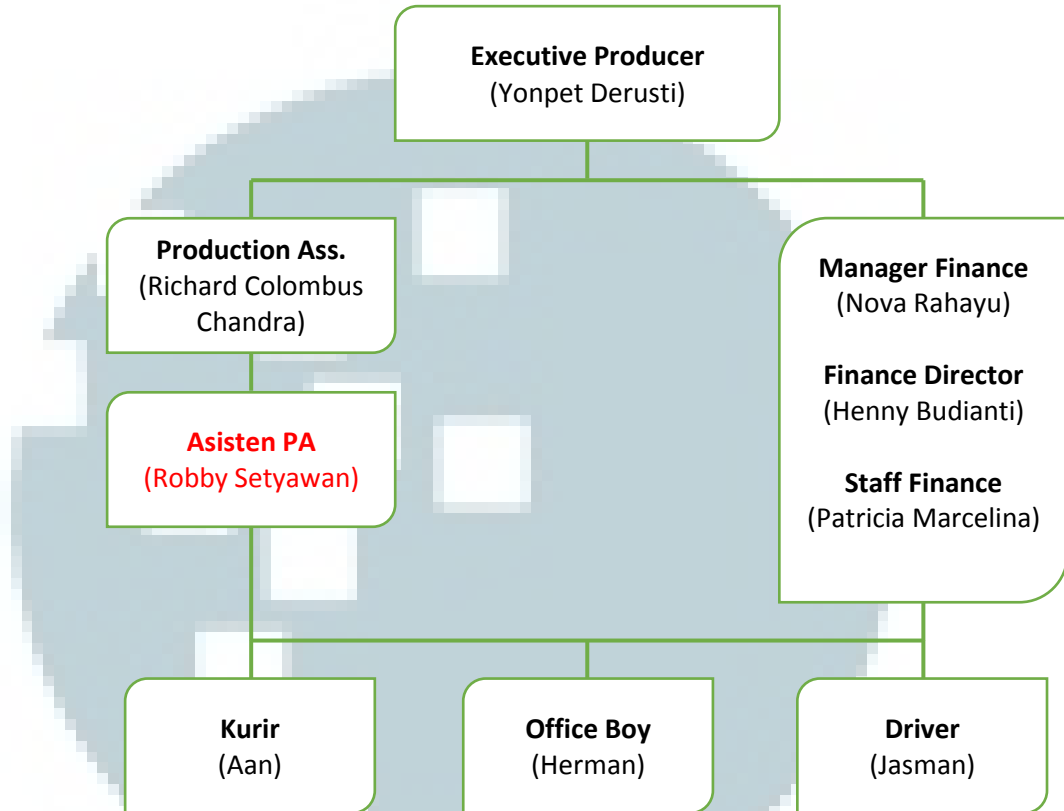 Executive Producer
(Yonpet Derusti)
Production Ass.
(Richard Colombus
Chandra)
Manager Finance
(Nova Rahayu)
Finance Director
(Henny Budianti)
Staff Finance
(Patricia Marcelina)
Asisten PA
(Robby Setyawan)
Kurir
(Aan)
Office Boy
(Herman)
Driver
(Jasman)